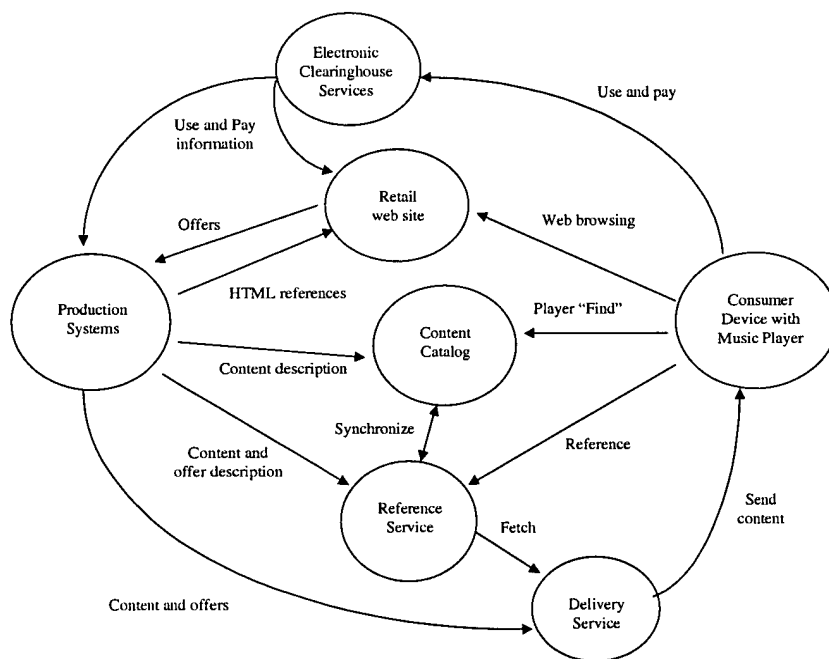 Electronic
Clearinghouse
Services
Use and pay
Use and Pay
information
Retail
web site
Offers
Web browsing
HTML references
Production
Systems
Player “Find”
Consumer
Device with
Music Player
Content
Catalog
Content description
Synchronize
Content and
offer description
Reference
Reference
Service
Fetch
Send
content
Content and offers
Delivery
Service